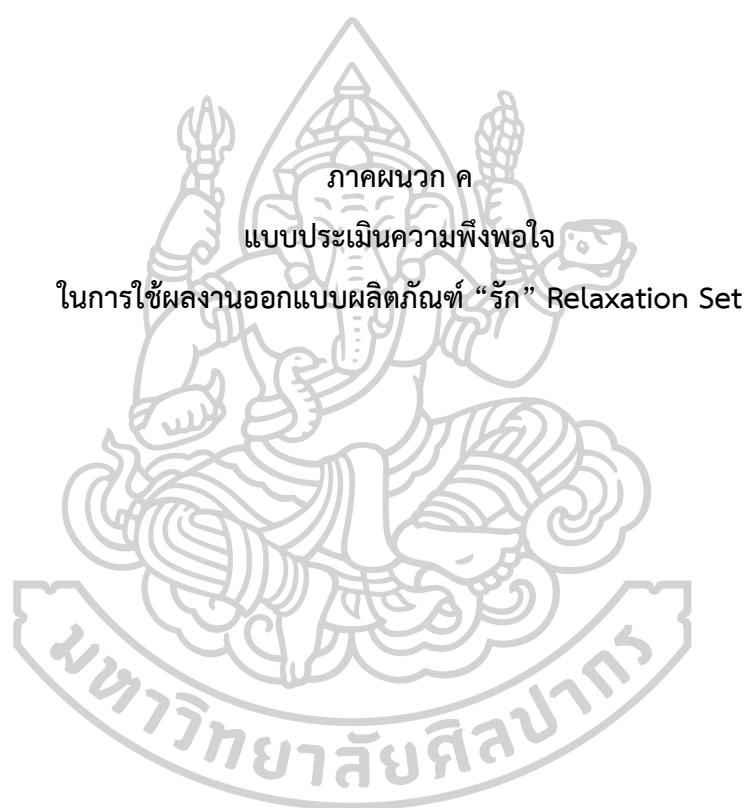 ภาคผนวก ค
แบบประเมินความพึงพอใจ
ในการใช้ผลงานออกแบบผลิตภัณฑ์ “รัก” Relaxation Set
มหาวิทยาลัยศิลปากร